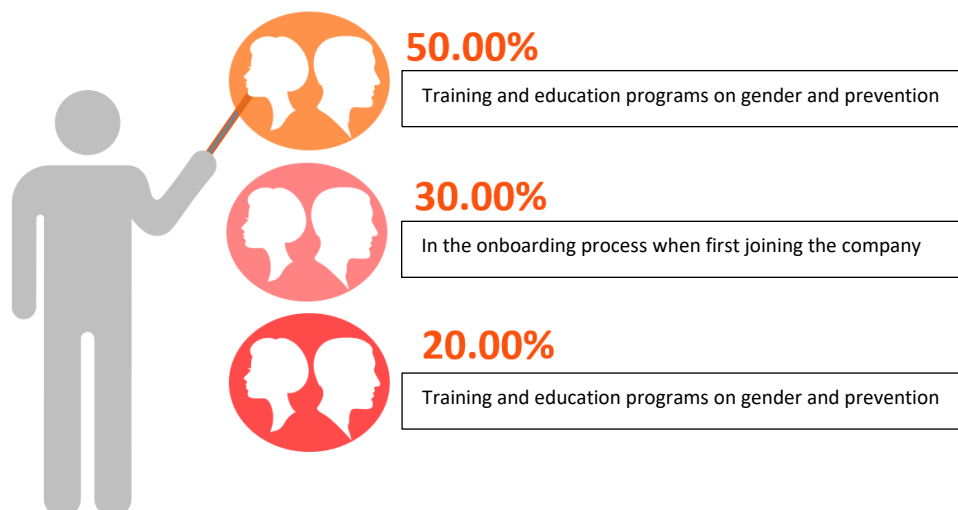 50.00%
Training and education programs on gender and prevention
30.00%
In the onboarding process when first joining the company
20.00%
Training and education programs on gender and prevention